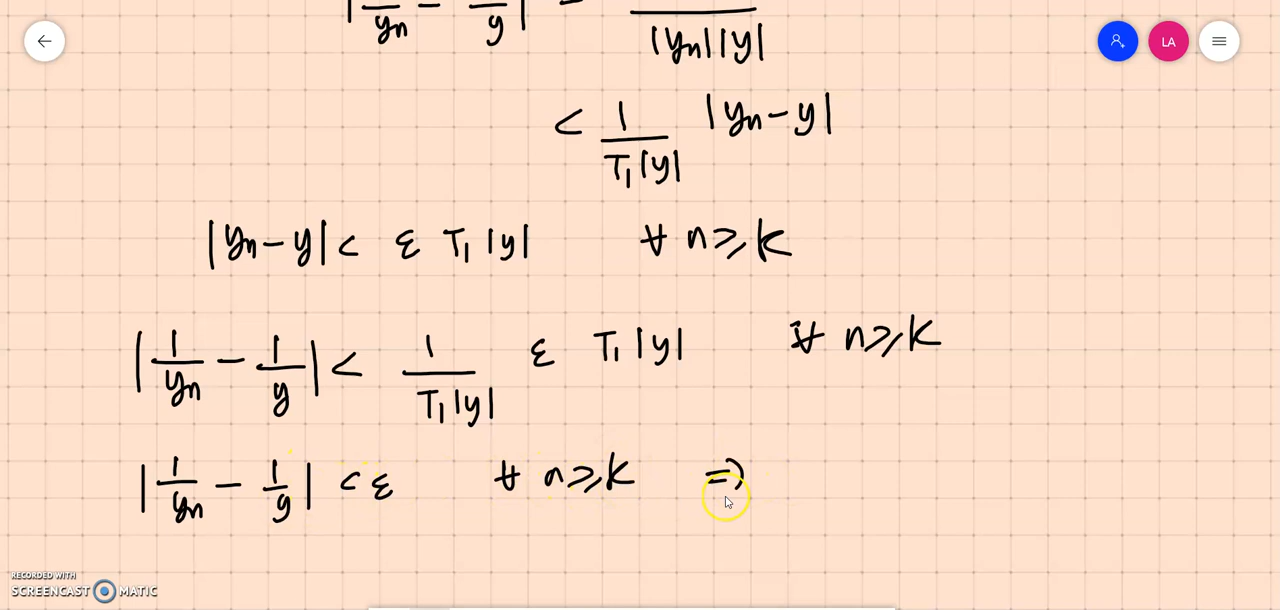 |1/yn - 1/y| = ―/|yn||y|
LA
< 1/T₁|y| |yn - y|
|yn - y| < ε T₁ |y| ∀ n ≥ K
|1/yn - 1/y| < 1/T₁|y| ε T₁ |y| ∀ n ≥ K
|1/yn - 1/y| < ε ∀ n ≥ K ⇒
RECORDED WITH
SCREENCAST MATIC